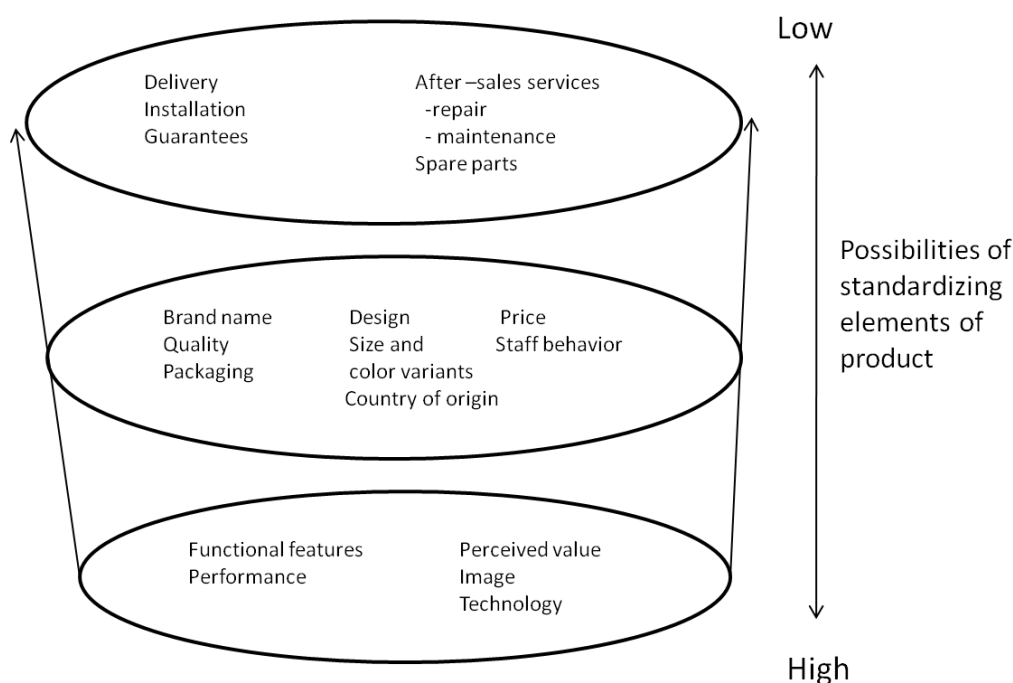 Low
Delivery
Installation
Guarantees
After –sales services
-repair
- maintenance
Spare parts
Possibilities of
standardizing
elements of
product
Brand name
Quality
Packaging
Design
Size and
color variants
Country of origin
Price
Staff behavior
Functional features
Performance
Perceived value
Image
Technology
High